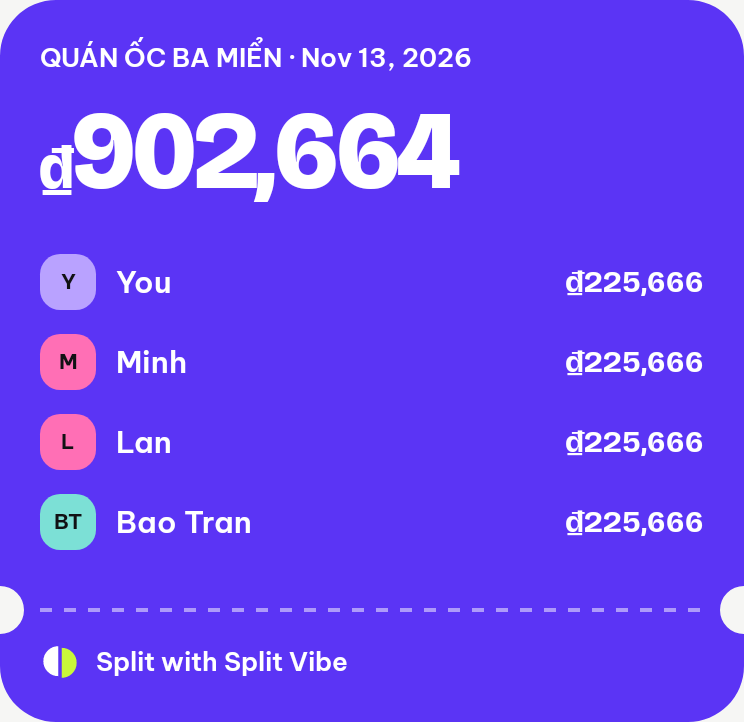 QUÁN ỐC BA MIỀN · Nov 13, 2026
₫902,664
Y You ₫225,666
M Minh ₫225,666
L Lan ₫225,666
BT Bao Tran ₫225,666
Split with Split Vibe